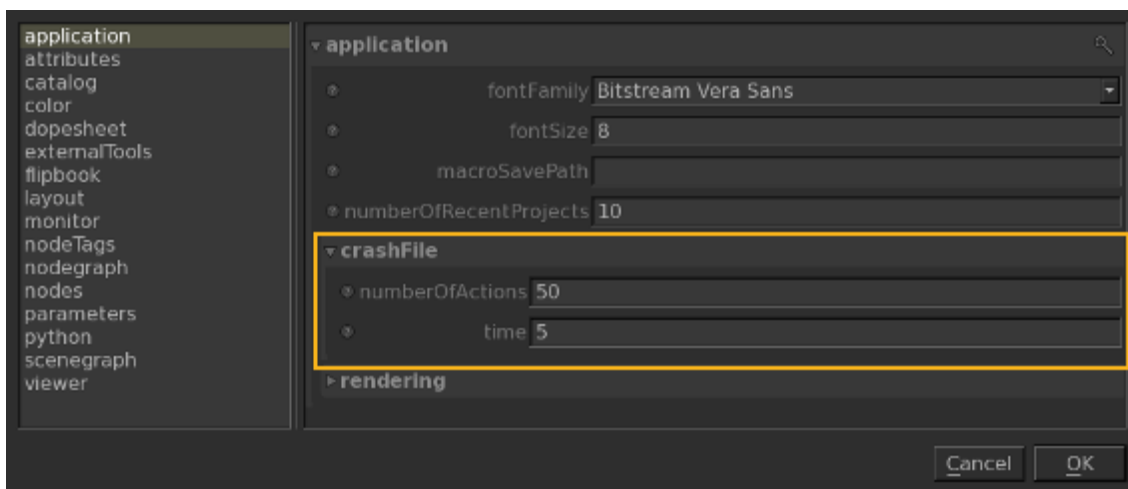 application
attributes
catalog
color
dopesheet
externalTools
flipbook
layout
monitor
nodeTags
nodegraph
nodes
parameters
python
scenegraph
viewer
application
fontFamily Bitstream Vera Sans
fontSize 8
macroSavePath
numberOfRecentProjects 10
crashFile
numberOfActions 50
time 5
rendering
Cancel OK